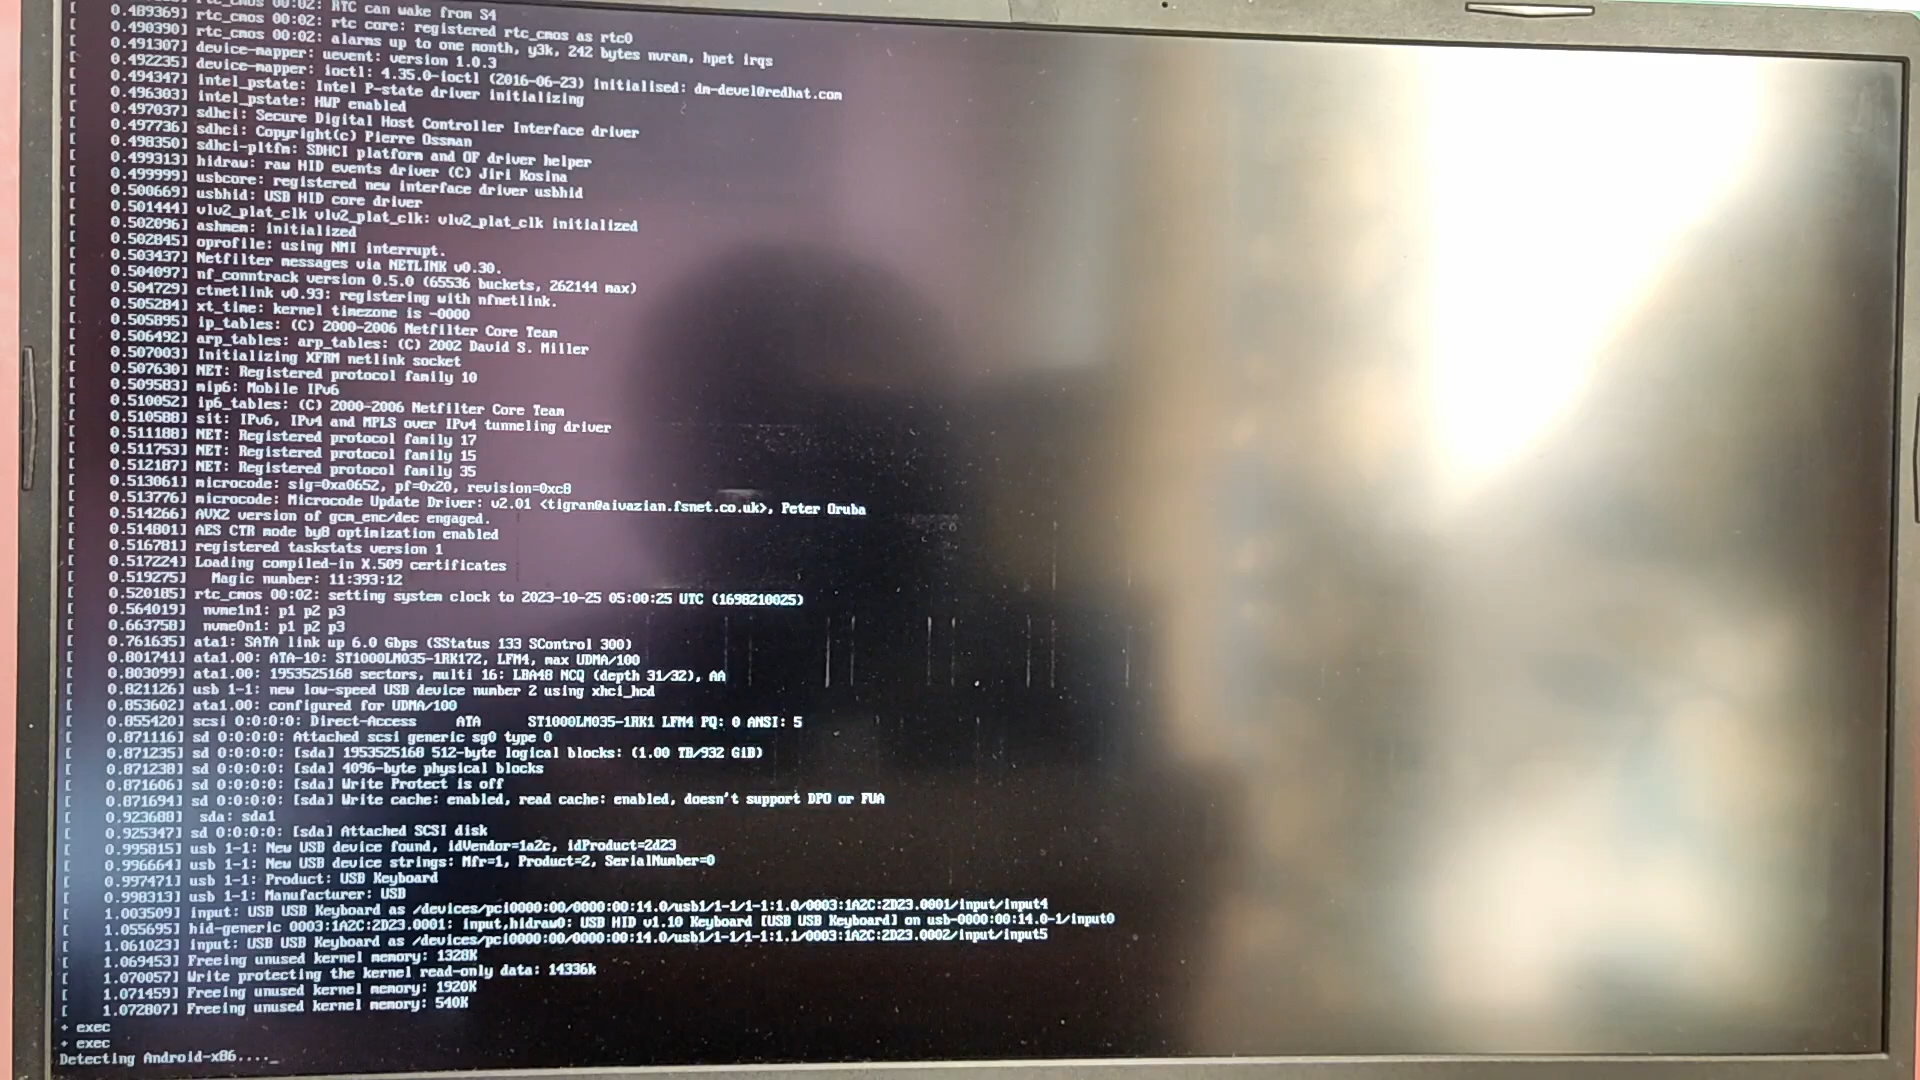 [    0.489369] rtc_cmos 00:02: RTC can wake from S4
[    0.490390] rtc_cmos 00:02: rtc core: registered rtc_cmos as rtc0
[    0.491307] rtc_cmos 00:02: alarms up to one month, y3k, 242 bytes nvram, hpet irqs
[    0.492235] device-mapper: uevent: version 1.0.3
[    0.494347] device-mapper: ioctl: 4.35.0-ioctl (2016-06-23) initialised: dm-devel@redhat.com
[    0.496303] intel_pstate: Intel P-state driver initializing
[    0.497037] intel_pstate: HWP enabled
[    0.497736] sdhci: Secure Digital Host Controller Interface driver
[    0.498350] sdhci: Copyright(c) Pierre Ossman
[    0.499313] sdhci-pltfm: SDHCI platform and OF driver helper
[    0.499999] hidraw: raw HID events driver (C) Jiri Kosina
[    0.500669] usbcore: registered new interface driver usbhid
[    0.501444] usbhid: USB HID core driver
[    0.502096] vlv2_plat_clk vlv2_plat_clk: vlv2_plat_clk initialized
[    0.502845] ashmem: initialized
[    0.503437] oprofile: using NMI interrupt.
[    0.504097] Netfilter messages via NETLINK v0.30.
[    0.504729] nf_conntrack version 0.5.0 (65536 buckets, 262144 max)
[    0.505284] ctnetlink v0.93: registering with nfnetlink.
[    0.505895] xt_time: kernel timezone is -0000
[    0.506492] ip_tables: (C) 2000-2006 Netfilter Core Team
[    0.507003] arp_tables: arp_tables: (C) 2002 David S. Miller
[    0.507630] Initializing XFRM netlink socket
[    0.509583] NET: Registered protocol family 10
[    0.510052] mip6: Mobile IPv6
[    0.510588] ip6_tables: (C) 2000-2006 Netfilter Core Team
[    0.511188] sit: IPv6, IPv4 and MPLS over IPv4 tunneling driver
[    0.511753] NET: Registered protocol family 17
[    0.512187] NET: Registered protocol family 15
[    0.513061] NET: Registered protocol family 35
[    0.513776] microcode: sig=0xa0652, pf=0x20, revision=0xc8
[    0.514266] microcode: Microcode Update Driver: v2.01 <tigran@aivazian.fsnet.co.uk>, Peter Oruba
[    0.514801] AVX2 version of gcm_enc/dec engaged.
[    0.516781] AES CTR mode by8 optimization enabled
[    0.517224] registered taskstats version 1
[    0.519275] Loading compiled-in X.509 certificates
[    0.520185]   Magic number: 11:393:12
[    0.564019] rtc_cmos 00:02: setting system clock to 2023-10-25 05:00:25 UTC (1698210025)
[    0.663758]  nvme1n1: p1 p2 p3
[    0.761635]  nvme0n1: p1 p2 p3
[    0.801741] ata1: SATA link up 6.0 Gbps (SStatus 133 SControl 300)
[    0.803099] ata1.00: ATA-10: ST1000LM035-1RK172, LFM4, max UDMA/100
[    0.821126] ata1.00: 1953525168 sectors, multi 16: LBA48 NCQ (depth 31/32), AA
[    0.853602] usb 1-1: new low-speed USB device number 2 using xhci_hcd
[    0.855420] ata1.00: configured for UDMA/100
[    0.871116] scsi 0:0:0:0: Direct-Access     ATA      ST1000LM035-1RK1 LFM4 PQ: 0 ANSI: 5
[    0.871235] sd 0:0:0:0: Attached scsi generic sg0 type 0
[    0.871238] sd 0:0:0:0: [sda] 1953525168 512-byte logical blocks: (1.00 TB/932 GiB)
[    0.871606] sd 0:0:0:0: [sda] 4096-byte physical blocks
[    0.871694] sd 0:0:0:0: [sda] Write Protect is off
[    0.923688] sd 0:0:0:0: [sda] Write cache: enabled, read cache: enabled, doesn't support DPO or FUA
[    0.925347]  sda: sda1
[    0.995815] sd 0:0:0:0: [sda] Attached SCSI disk
[    0.996664] usb 1-1: New USB device found, idVendor=1a2c, idProduct=2d23
[    0.997471] usb 1-1: New USB device strings: Mfr=1, Product=2, SerialNumber=0
[    0.998313] usb 1-1: Product: USB Keyboard
[    1.003509] usb 1-1: Manufacturer: USB
[    1.055695] input: USB USB Keyboard as /devices/pci0000:00/0000:00:14.0/usb1/1-1/1-1:1.0/0003:1A2C:2D23.0001/input/input4
[    1.061023] hid-generic 0003:1A2C:2D23.0001: input,hidraw0: USB HID v1.10 Keyboard [USB USB Keyboard] on usb-0000:00:14.0-1/input0
[    1.069453] input: USB USB Keyboard as /devices/pci0000:00/0000:00:14.0/usb1/1-1/1-1:1.1/0003:1A2C:2D23.0002/input/input5
[    1.070057] Freeing unused kernel memory: 1328K
[    1.071459] Write protecting the kernel read-only data: 14336k
[    1.072807] Freeing unused kernel memory: 1920K
Freeing unused kernel memory: 540K
+ exec
+ exec
Detecting Android-x86...._